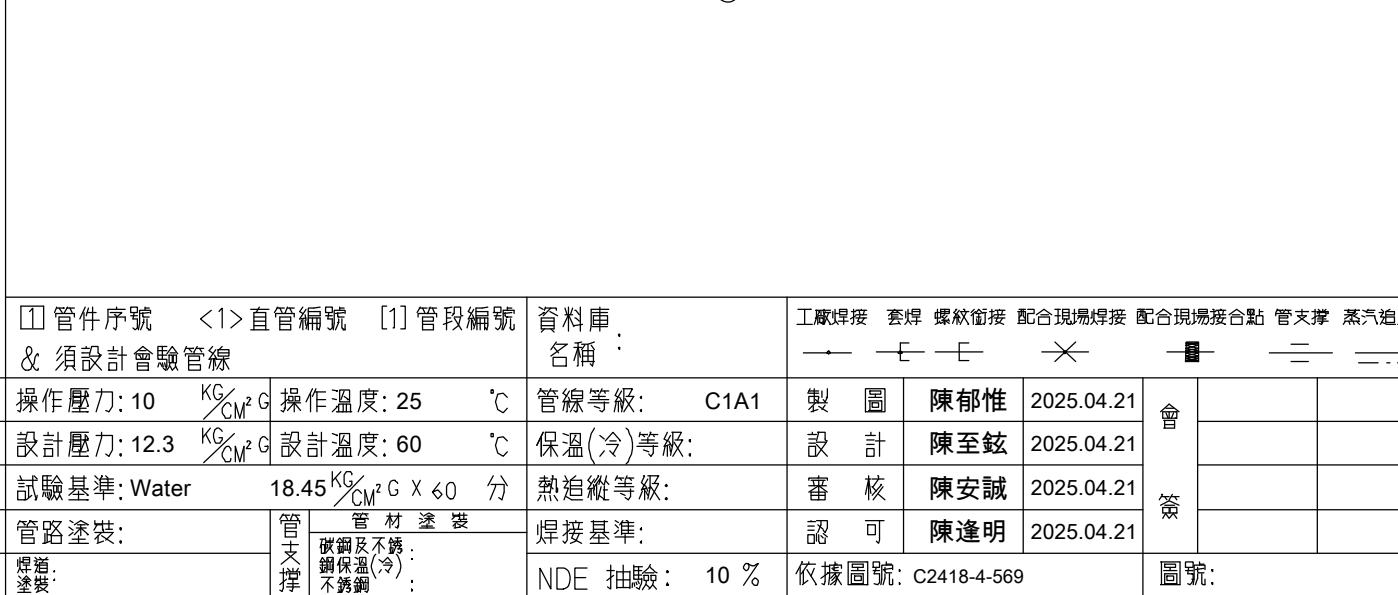 1 管件序號 <1>直管編號 [1] 管段編號
& 須設計會驗管線
資料庫名稱：
工廠焊接 套焊 螺紋銜接 配合現場焊接 配合現場接合點 管支撐 蒸汽追
操作壓力: 10 KG/CM² G 操作溫度: 25 °C 管線等級: C1A1 製圖 陳郁惟 2025.04.21
設計壓力: 12.3 KG/CM² G 設計溫度: 60 °C 保溫(冷)等級: 設計 陳至鉉 2025.04.21
會簽
試驗基準: Water 18.45 KG/CM² G X 60 分 熱追縱等級: 審核 陳安誠 2025.04.21
管路塗裝: 管支撐 管材塗裝 焊接基準: 認可 陳逢明 2025.04.21
焊道塗裝:
碳鋼及不銹鋼保溫(冷):
不銹鋼:
NDE 抽驗: 10 % 依據圖號: C2418-4-569 圖號: